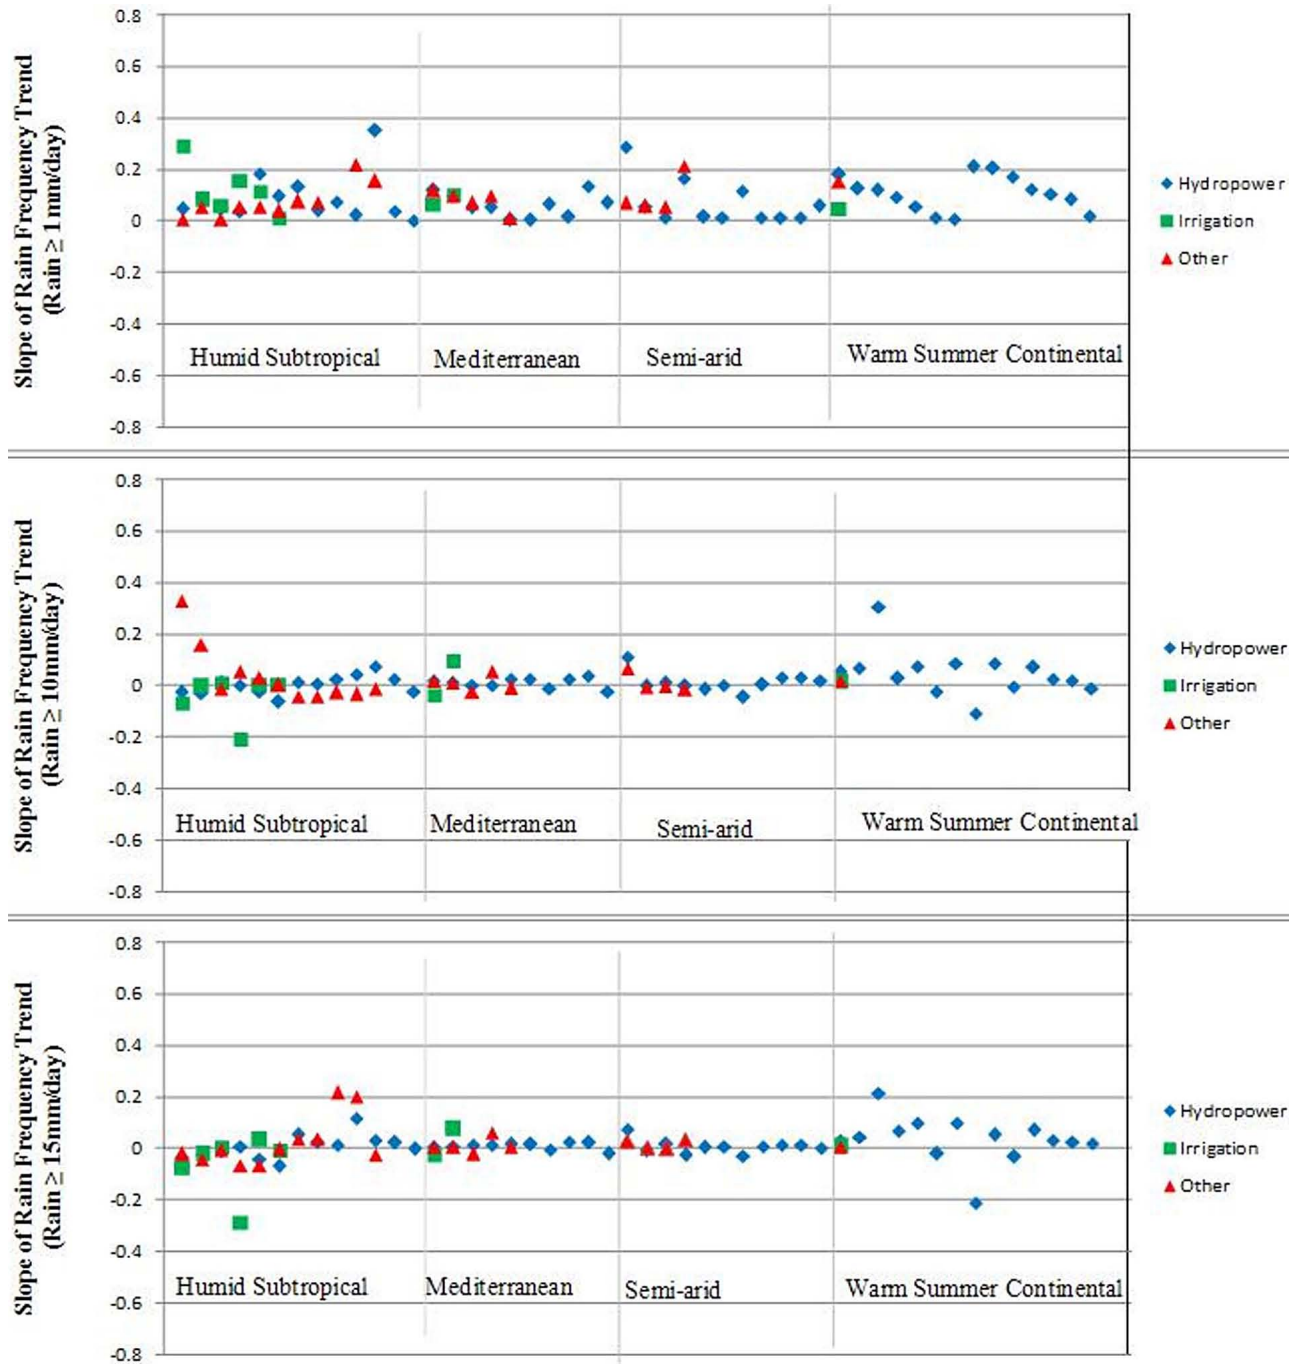 Slope of Rain Frequency Trend
(Rain ≥ 1 mm/day)
0.8
0.6
0.4
0.2
0
-0.2
-0.4
-0.6
-0.8
Humid Subtropical
Mediterranean
Semi-arid
Warm Summer Continental
Hydropower
Irrigation
Other
Slope of Rain Frequency Trend
(Rain ≥ 10mm/day)
0.8
0.6
0.4
0.2
0
-0.2
-0.4
-0.6
-0.8
Humid Subtropical
Mediterranean
Semi-arid
Warm Summer Continental
Hydropower
Irrigation
Other
Slope of Rain Frequency Trend
(Rain ≥ 15mm/day)
0.8
0.6
0.4
0.2
0
-0.2
-0.4
-0.6
-0.8
Humid Subtropical
Mediterranean
Semi-arid
Warm Summer Continental
Hydropower
Irrigation
Other